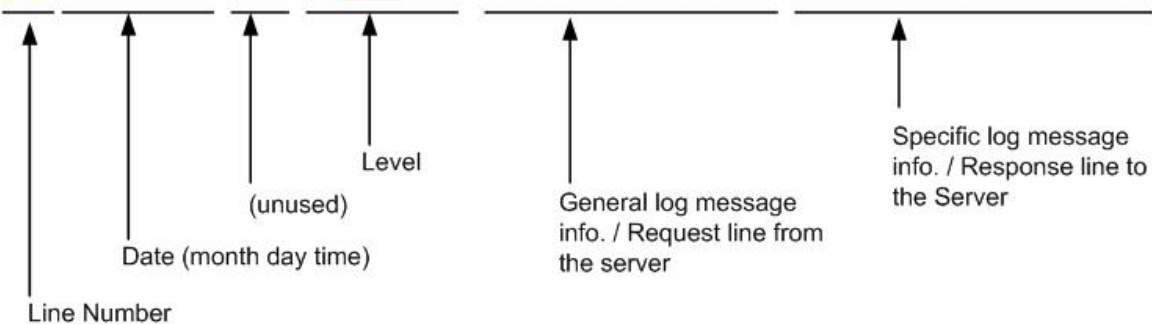 Level
Specific log message
info. / Response line to
the Server
(unused)
General log message
info. / Request line from
the server
Date (month day time)
Line Number